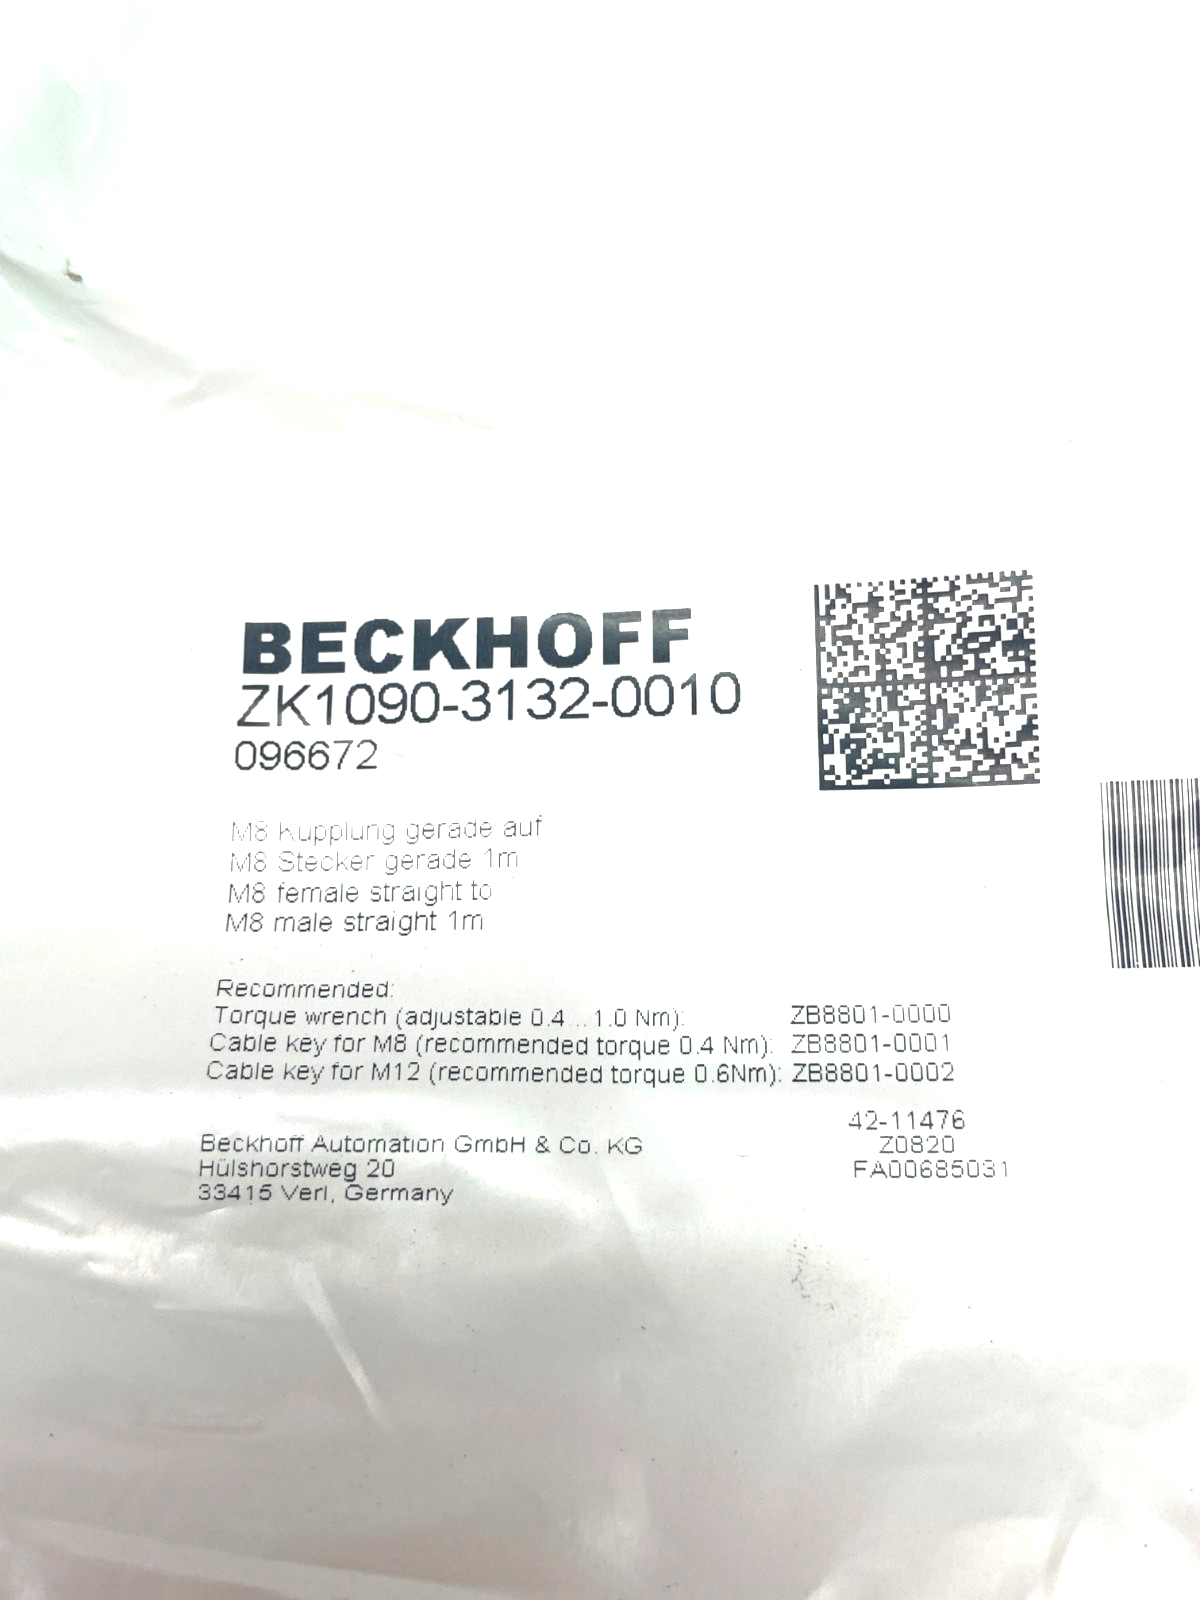 BECKHOFF
ZK1090-3132-0010
096672
M8 Kupplung gerade auf
M8 Stecker gerade 1m
M8 female straight to
M8 male straight 1m
Recommended:
Torque wrench (adjustable 0.4...1.0 Nm): ZB8801-0000
Cable key for M8 (recommended torque 0.4 Nm): ZB8801-0001
Cable key for M12 (recommended torque 0.6Nm): ZB8801-0002
42-11476
Beckhoff Automation GmbH & Co. KG Z0820
Hülshorstweg 20 FA00685031
33415 Verl, Germany